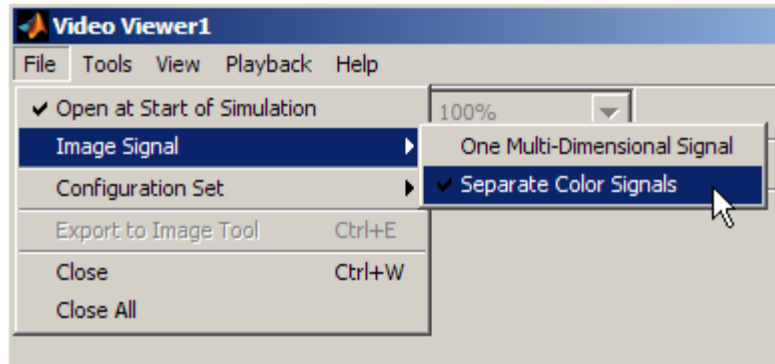 Video Viewer1
File Tools View Playback Help
Open at Start of Simulation
100%
Image Signal
One Multi-Dimensional Signal
Separate Color Signals
Configuration Set
Export to Image Tool Ctrl+E
Close Ctrl+W
Close All